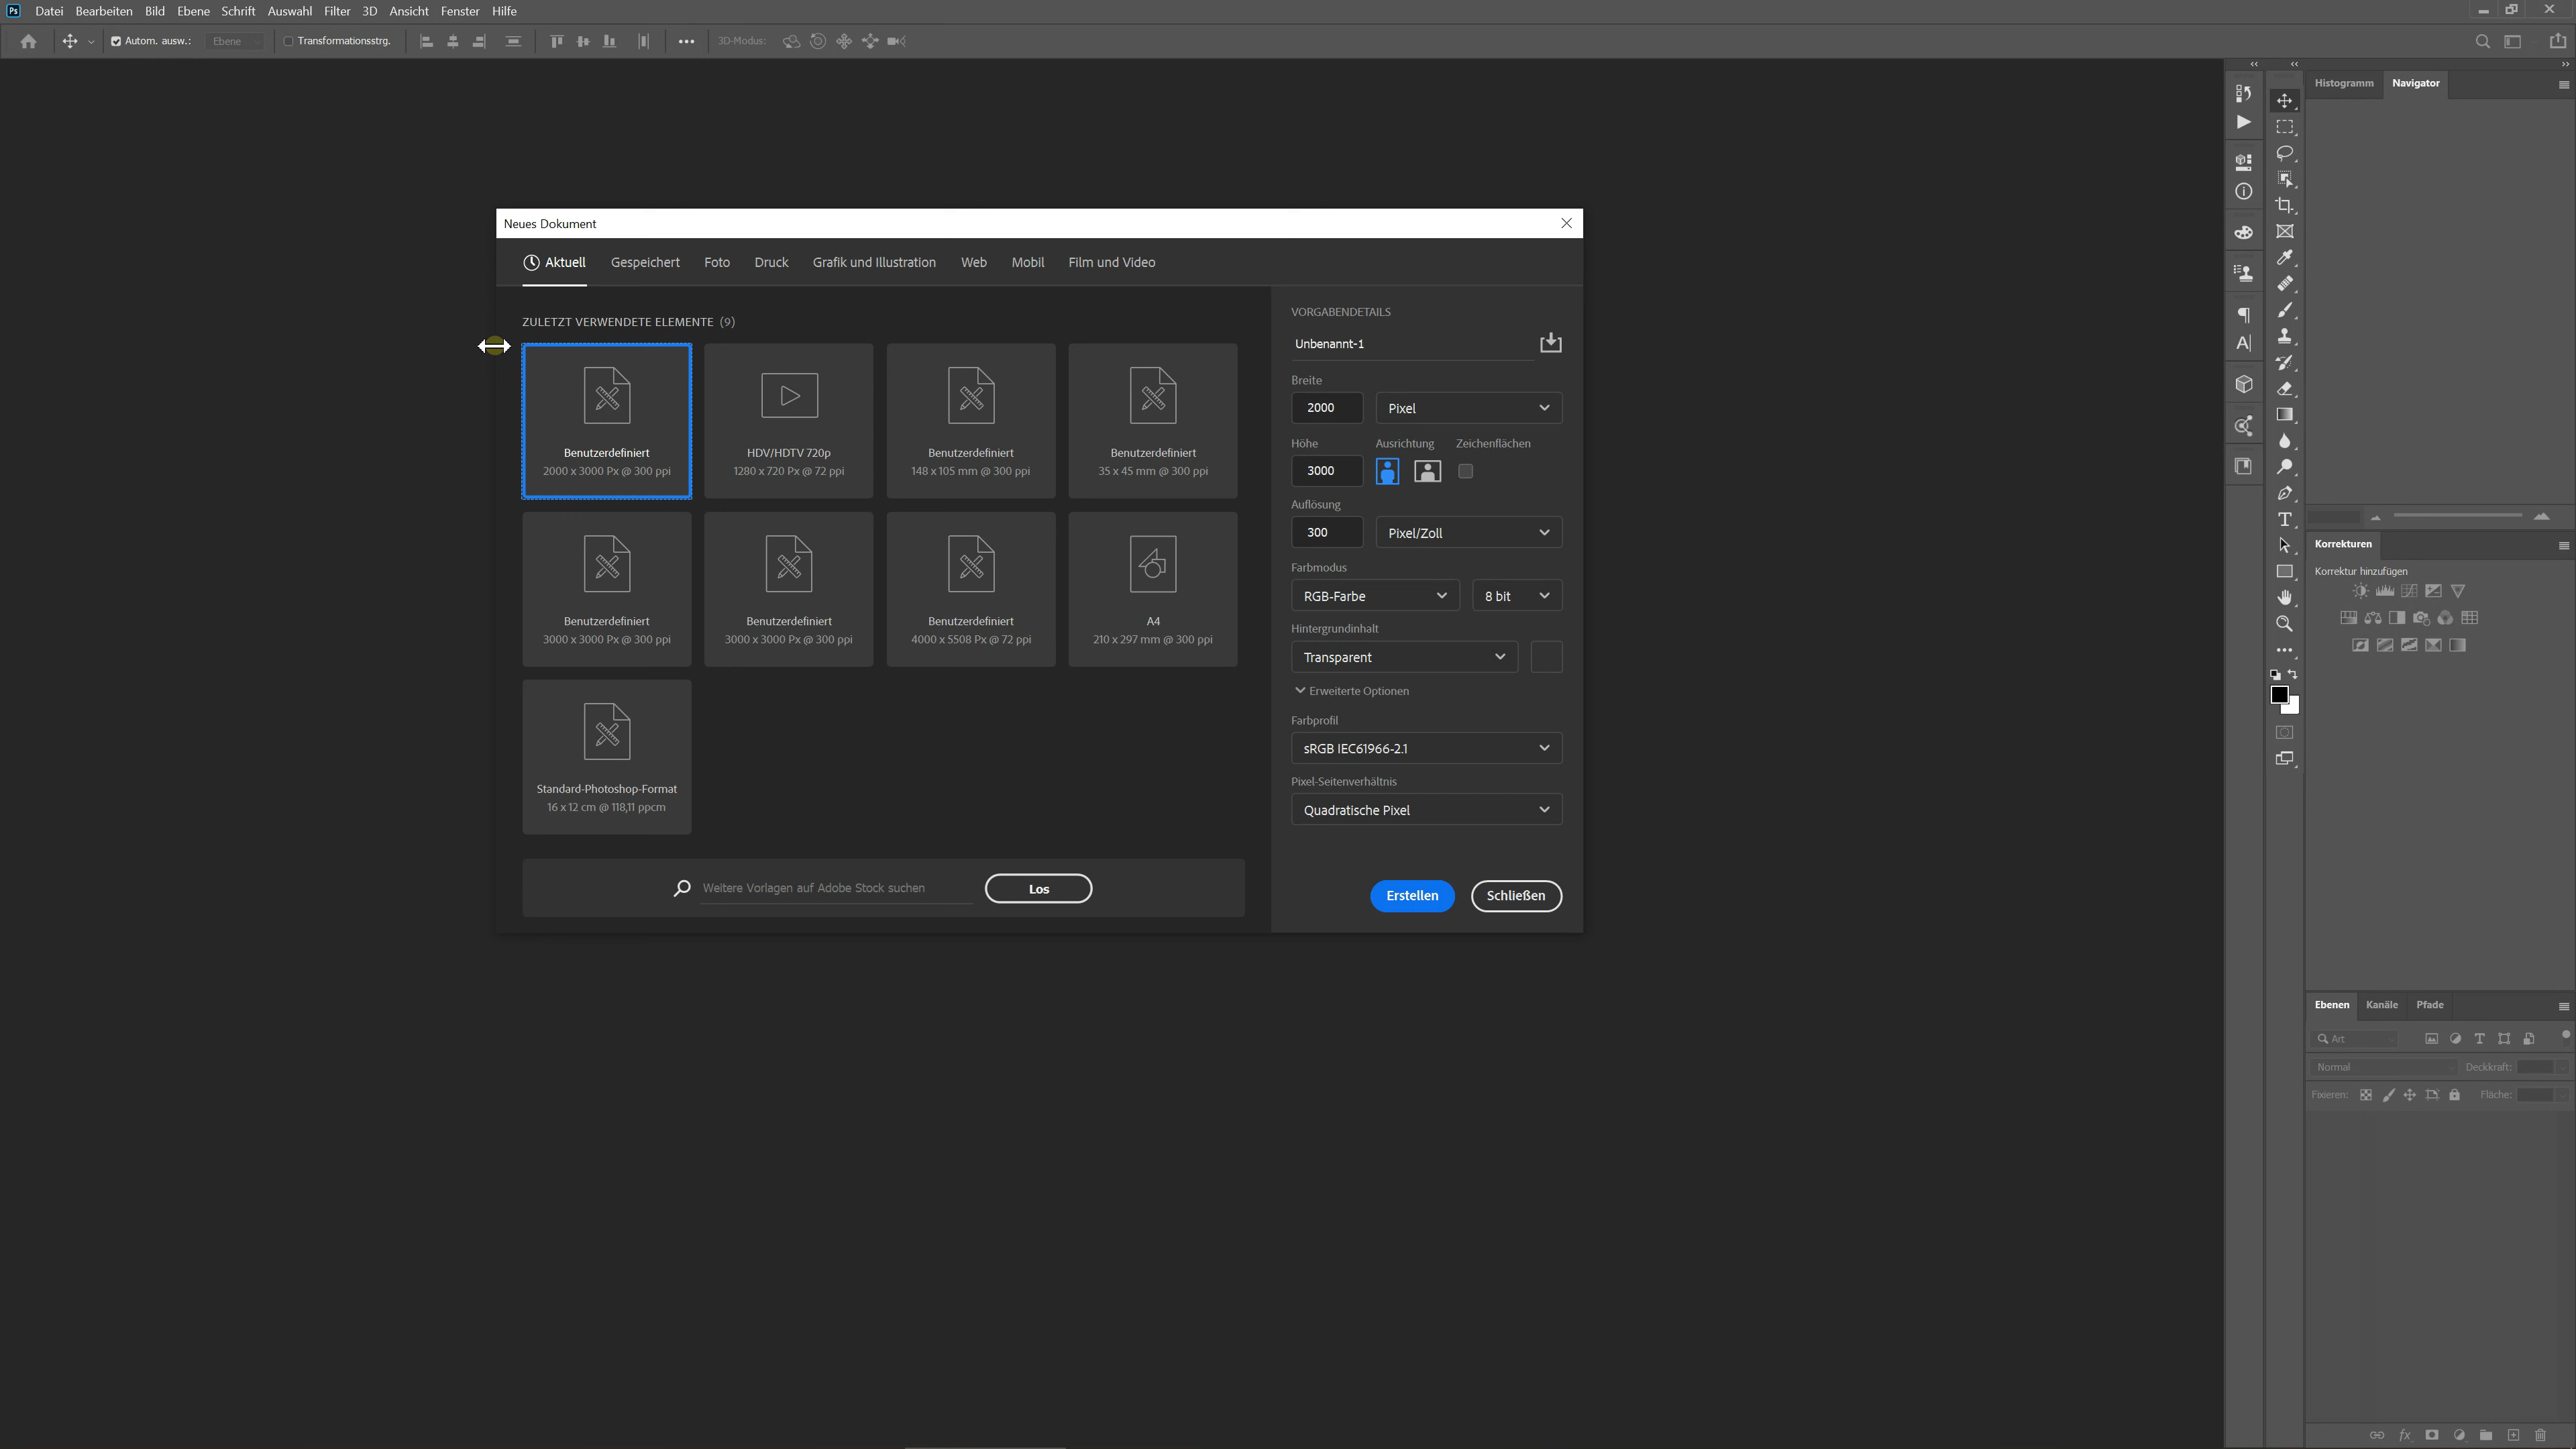 Ps Datei Bearbeiten Bild Ebene Schrift Auswahl Filter 3D Ansicht Fenster Hilfe
Autom. ausw.: Ebene Transformationsstrg. 3D-Modus:
Histogramm Navigator
Neues Dokument
Aktuell Gespeichert Foto Druck Grafik und Illustration Web Mobil Film und Video
ZULETZT VERWENDETE ELEMENTE (9)
Benutzerdefiniert
2000 x 3000 Px @ 300 ppi
HDV/HDTV 720p
1280 x 720 Px @ 72 ppi
Benutzerdefiniert
148 x 105 mm @ 300 ppi
Benutzerdefiniert
35 x 45 mm @ 300 ppi
Benutzerdefiniert
3000 x 3000 Px @ 300 ppi
Benutzerdefiniert
3000 x 3000 Px @ 300 ppi
Benutzerdefiniert
4000 x 5508 Px @ 72 ppi
A4
210 x 297 mm @ 300 ppi
Standard-Photoshop-Format
16 x 12 cm @ 118,11 ppcm
Weitere Vorlagen auf Adobe Stock suchen
Los
VORGABENDETAILS
Unbenannt-1
Breite
2000 Pixel
Höhe Ausrichtung Zeichenflächen
3000
Auflösung
300 Pixel/Zoll
Farbmodus
RGB-Farbe 8 bit
Hintergrundinhalt
Transparent
Erweiterte Optionen
Farbprofil
sRGB IEC61966-2.1
Pixel-Seitenverhältnis
Quadratische Pixel
Erstellen Schließen
Korrekturen
Korrektur hinzufügen
Ebenen Kanäle Pfade
Art
Normal Deckkraft:
Fixieren: Fläche:
fx